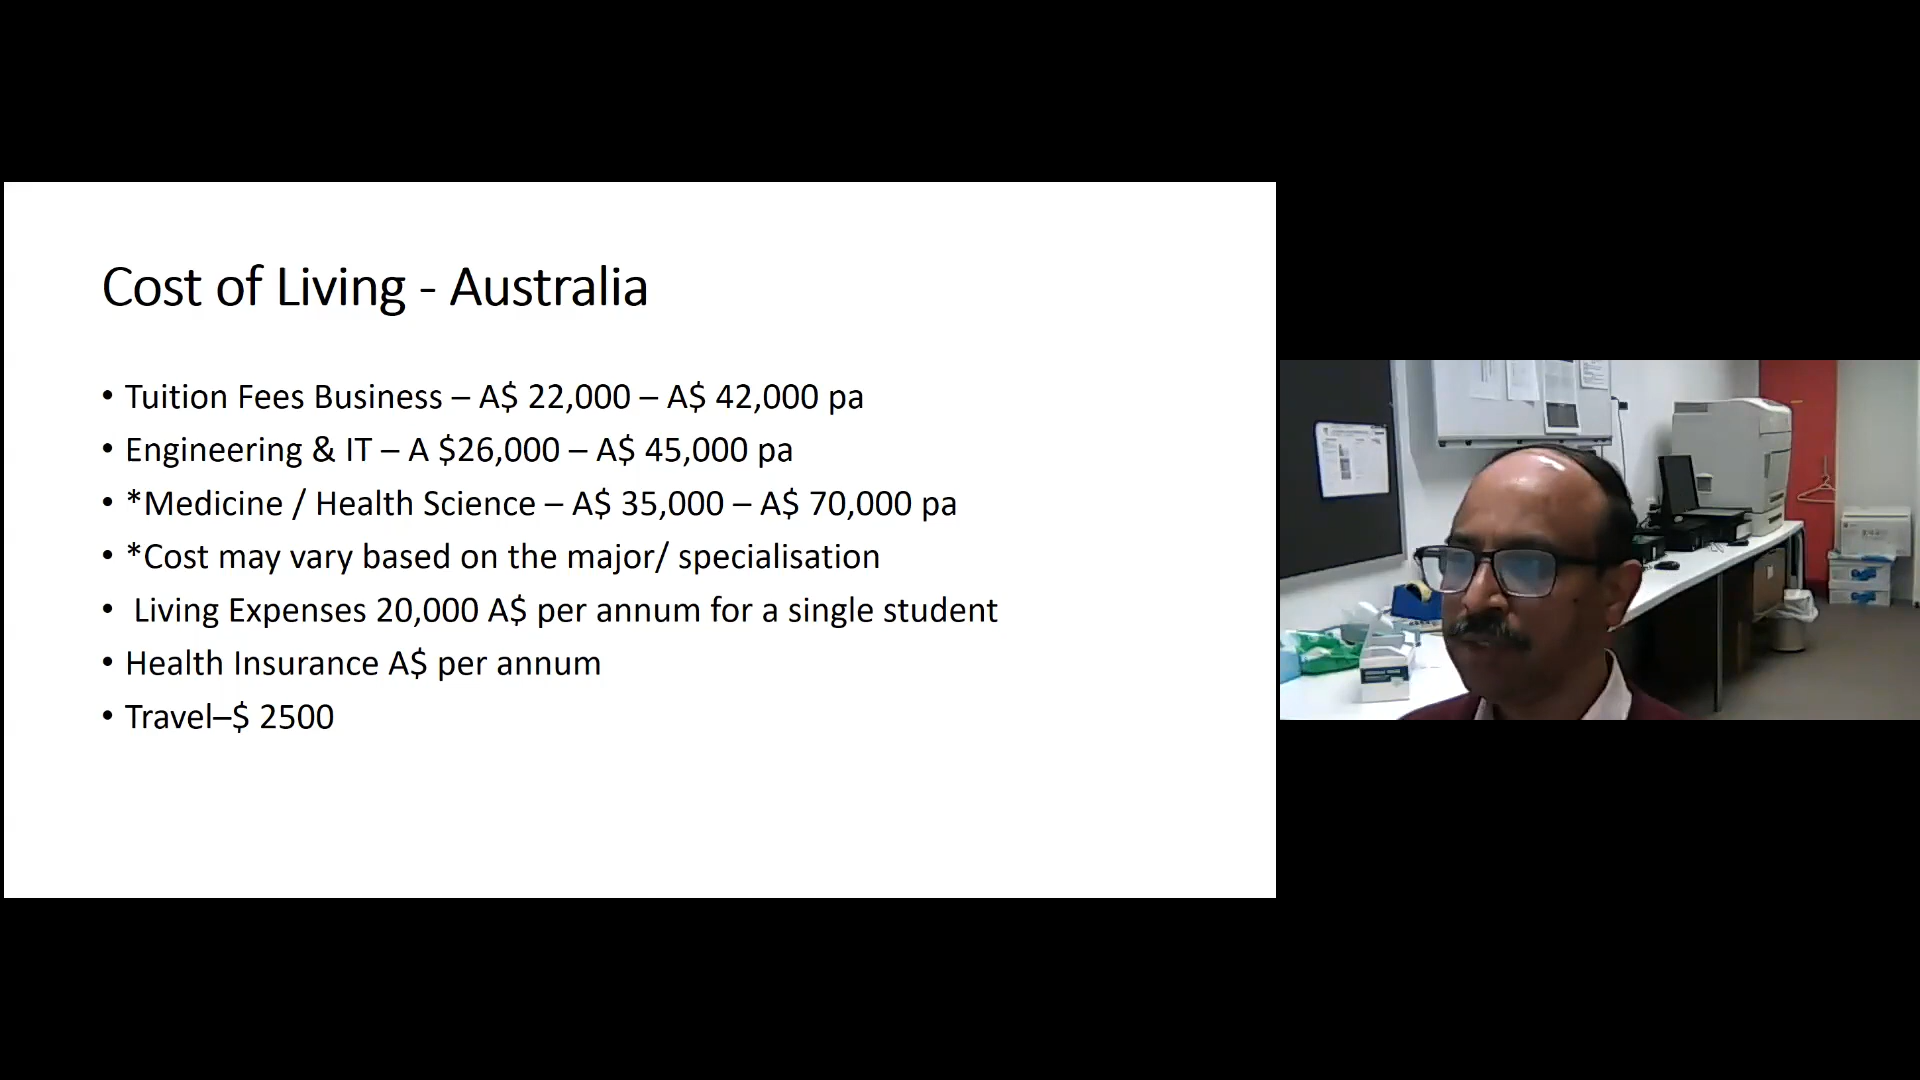 Cost of Living - Australia
• Tuition Fees Business – A$ 22,000 – A$ 42,000 pa
• Engineering & IT – A $26,000 – A$ 45,000 pa
• *Medicine / Health Science – A$ 35,000 – A$ 70,000 pa
• *Cost may vary based on the major/ specialisation
• Living Expenses 20,000 A$ per annum for a single student
• Health Insurance A$ per annum
• Travel–$ 2500